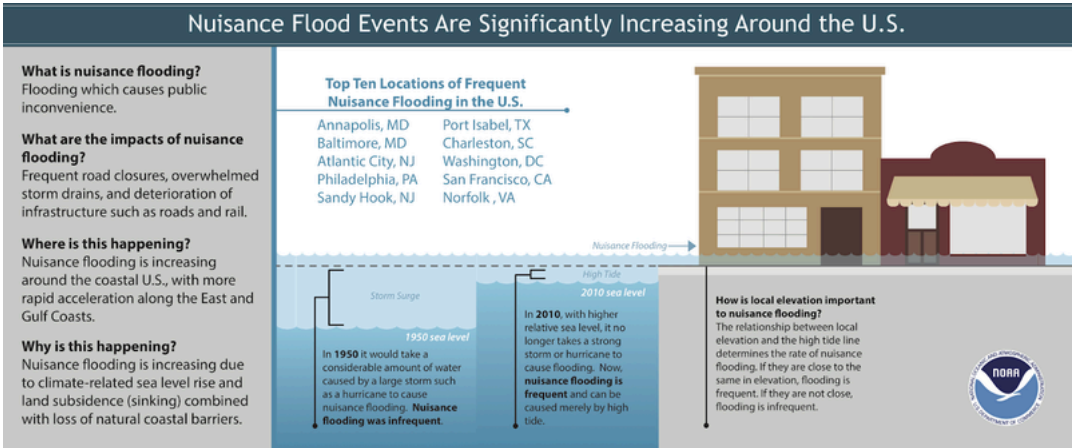 Nuisance Flood Events Are Significantly Increasing Around the U.S.
What is nuisance flooding?
Flooding which causes public
inconvenience.
What are the impacts of nuisance
flooding?
Frequent road closures, overwhelmed
storm drains, and deterioration of
infrastructure such as roads and rail.
Where is this happening?
Nuisance flooding is increasing
around the coastal U.S., with more
rapid acceleration along the East and
Gulf Coasts.
Why is this happening?
Nuisance flooding is increasing due
to climate-related sea level rise and
land subsidence (sinking) combined
with loss of natural coastal barriers.
Top Ten Locations of Frequent
Nuisance Flooding in the U.S.
Annapolis, MD
Baltimore, MD
Atlantic City, NJ
Philadelphia, PA
Sandy Hook, NJ
Port Isabel, TX
Charleston, SC
Washington, DC
San Francisco, CA
Norfolk , VA
Nuisance Flooding
Storm Surge
1950 sea level
In 1950 it would take a
considerable amount of water
caused by a large storm such
as a hurricane to cause
nuisance flooding. Nuisance
flooding was infrequent.
High Tide
2010 sea level
In 2010, with higher
relative sea level, it no
longer takes a strong
storm or hurricane to
cause flooding. Now,
nuisance flooding is
frequent and can be
caused merely by high
tide.
How is local elevation important
to nuisance flooding?
The relationship between local
elevation and the high tide line
determines the rate of nuisance
flooding. If they are close to the
same in elevation, flooding is
frequent. If they are not close,
flooding is infrequent.
NATIONAL OCEANIC AND ATMOSPHERIC ADMINISTRATION
NOAA
U.S. DEPARTMENT OF COMMERCE